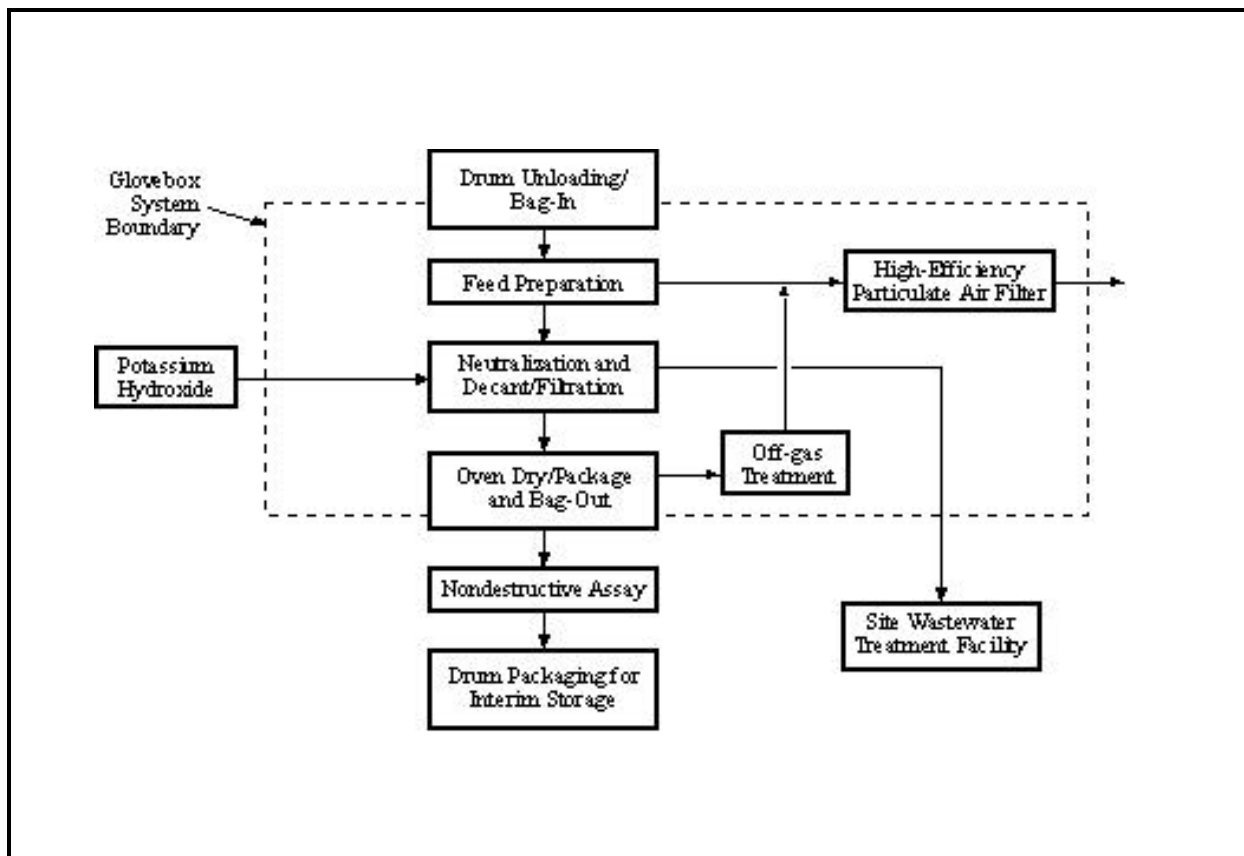 Drum Unloading/
Bag-In
Glovebox
System
Boundary
Feed Preparation
High-Efficiency
Particulate Air Filter
Potassium
Hydroxide
Neutralization and
Decant/Filtration
Off-gas
Treatment
Oven Dry/Package
and Bag-Out
Nondestructive Assay
Site Wastewater
Treatment Facility
Drum Packaging for
Interim Storage